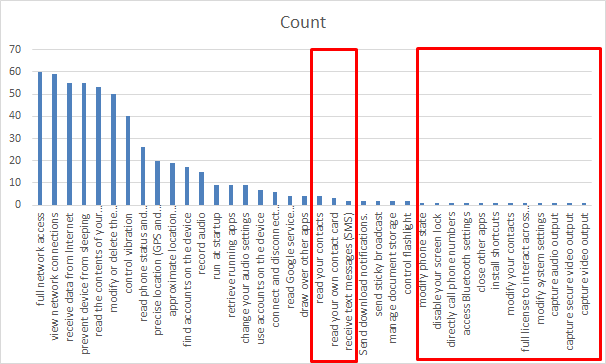 Count
70
60
50
40
30
20
10
0
full network access
view network connections
receive data from Internet
prevent device from sleeping
read the contents of your...
modify or delete the...
control vibration
read phone status and...
precise location (GPS and...
approximate location...
find accounts on the device
record audio
run at startup
retrieve running apps
change your audio settings
use accounts on the device
connect and disconnect...
read Google service...
draw over other apps
read your contacts
read your own contact card
receive text messages (SMS)
Send download notifications.
send sticky broadcast
manage document storage
control flashlight
modify phone state
disable your screen lock
directly call phone numbers
access Bluetooth settings
close other apps
install shortcuts
modify your contacts
full license to interact across...
modify system settings
capture audio output
capture secure video output
capture video output